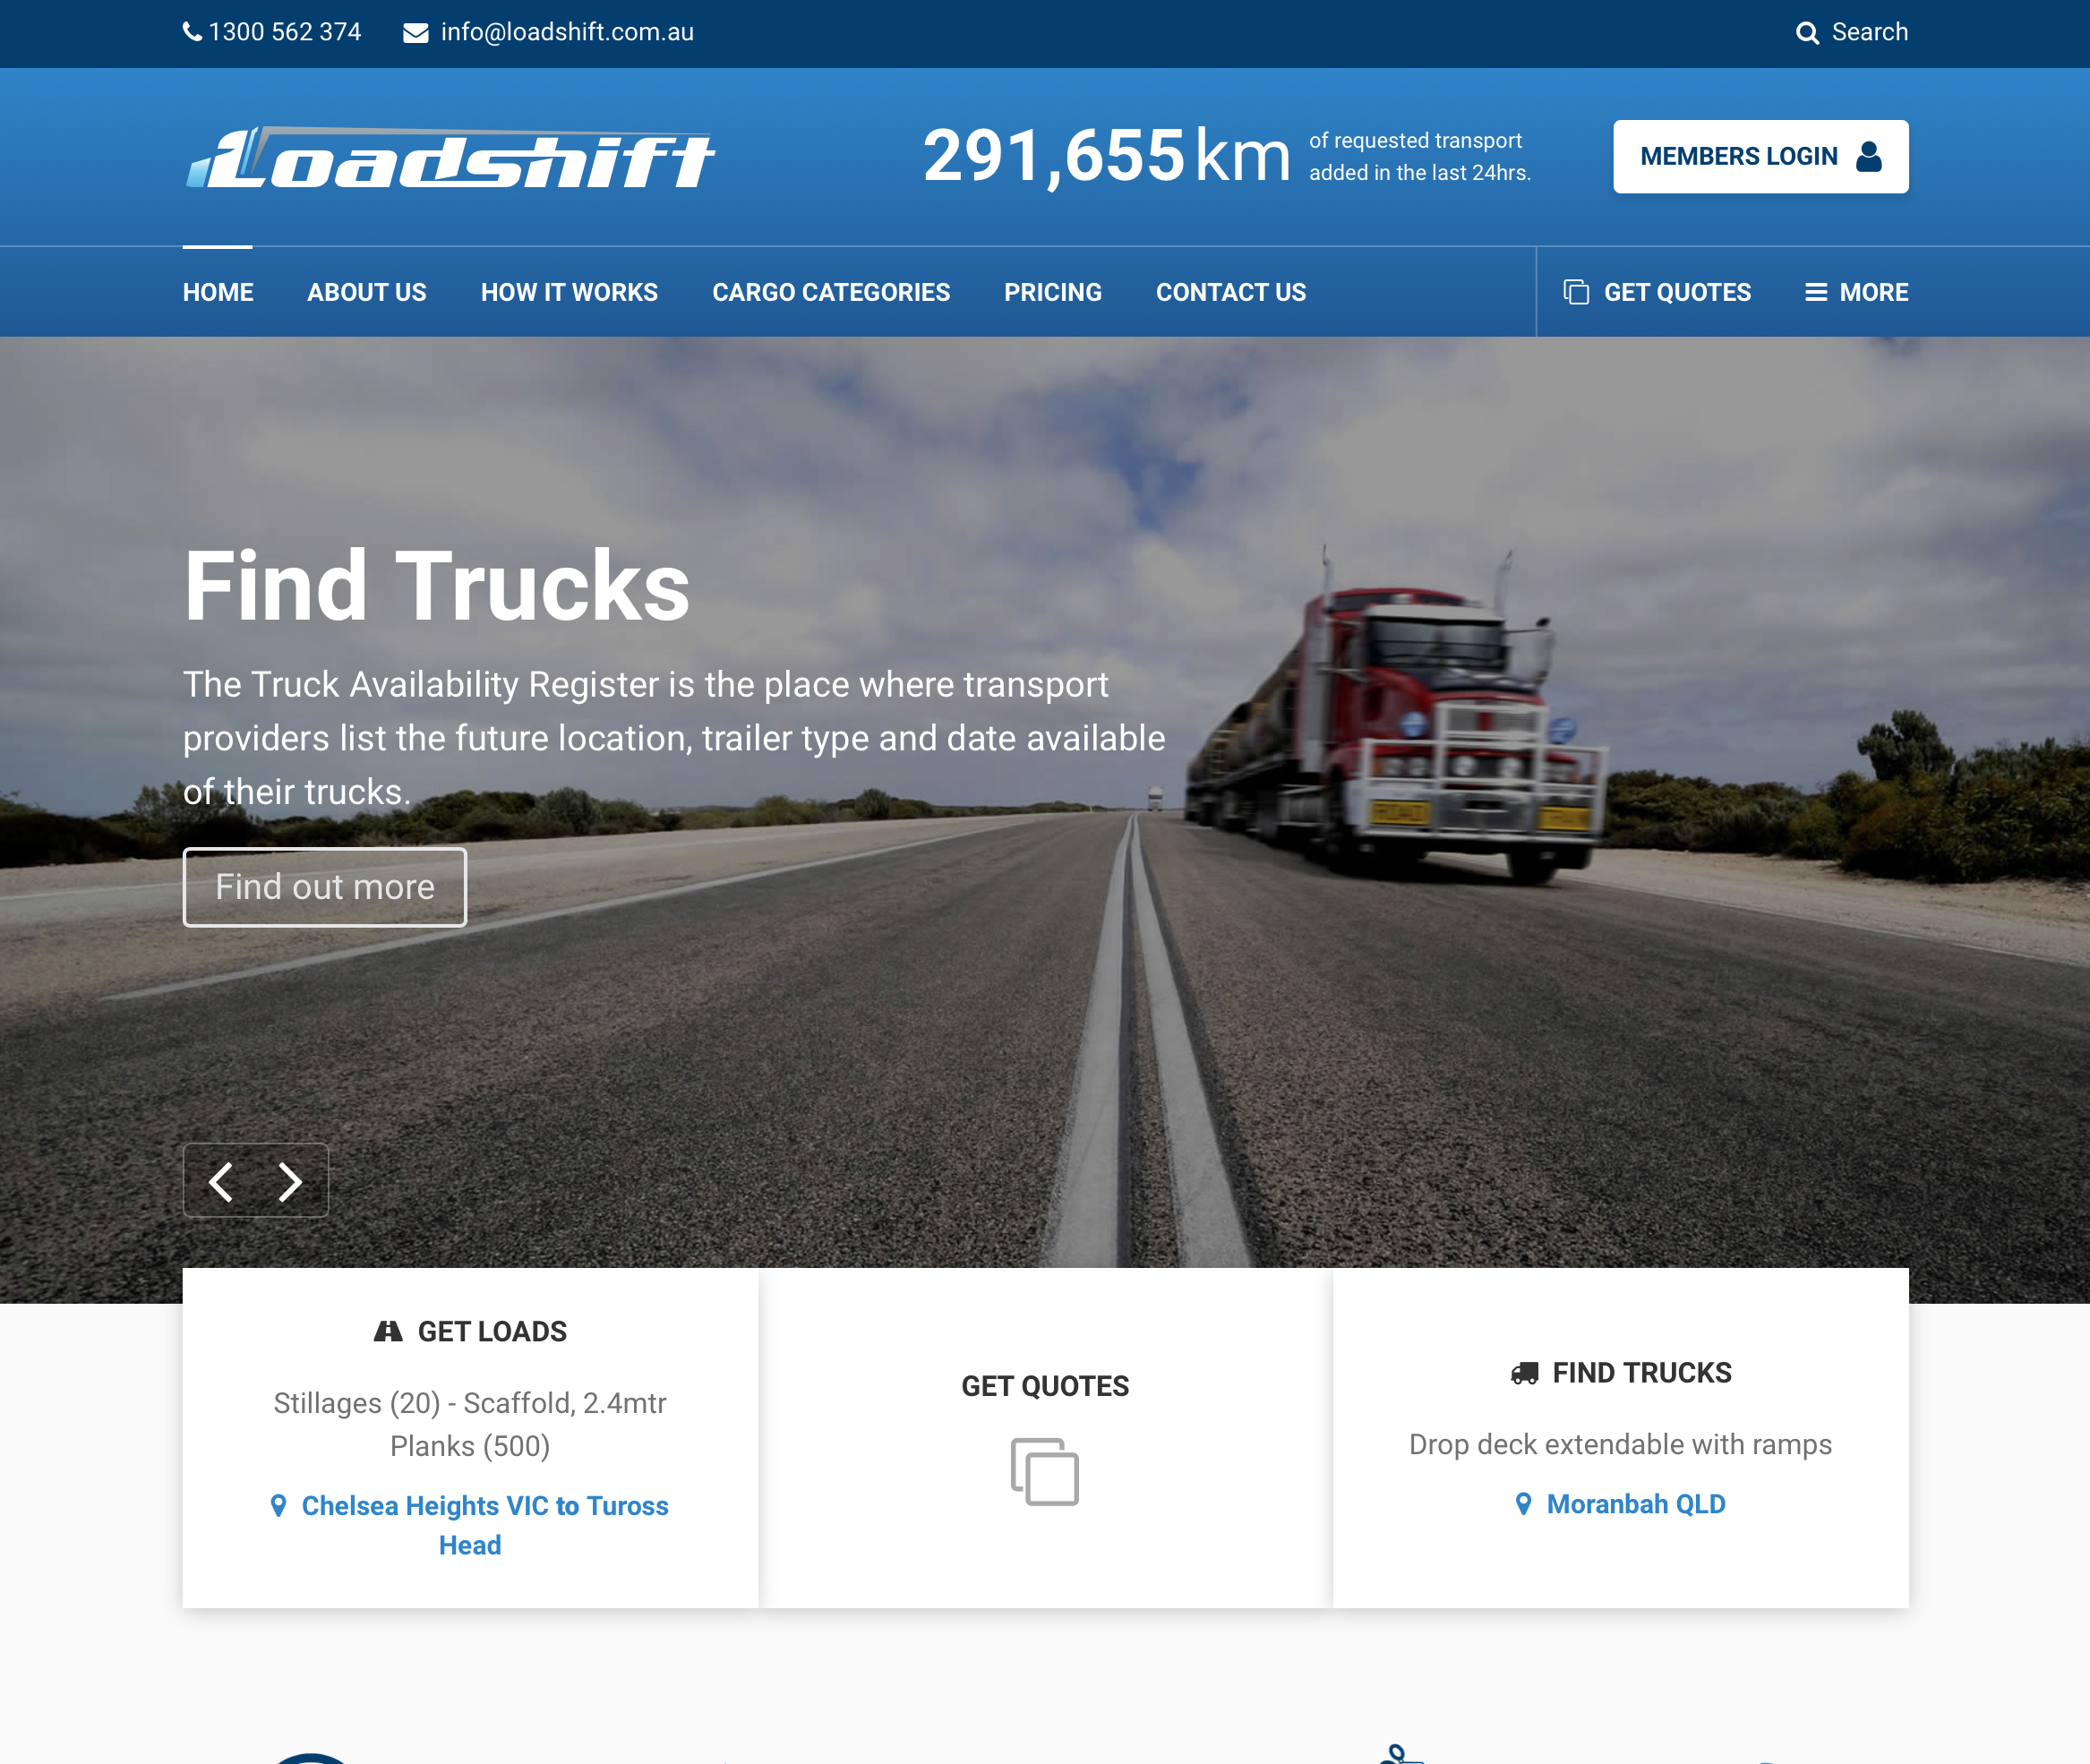 1300 562 374
info@loadshift.com.au
Search
Loadshift
291,655 km
of requested transport
added in the last 24hrs.
MEMBERS LOGIN
HOME
ABOUT US
HOW IT WORKS
CARGO CATEGORIES
PRICING
CONTACT US
GET QUOTES
MORE
Find Trucks
The Truck Availability Register is the place where transport
providers list the future location, trailer type and date available
of their trucks.
Find out more
GET LOADS
Stillages (20) - Scaffold, 2.4mtr
Planks (500)
Chelsea Heights VIC to Tuross
Head
GET QUOTES
FIND TRUCKS
Drop deck extendable with ramps
Moranbah QLD